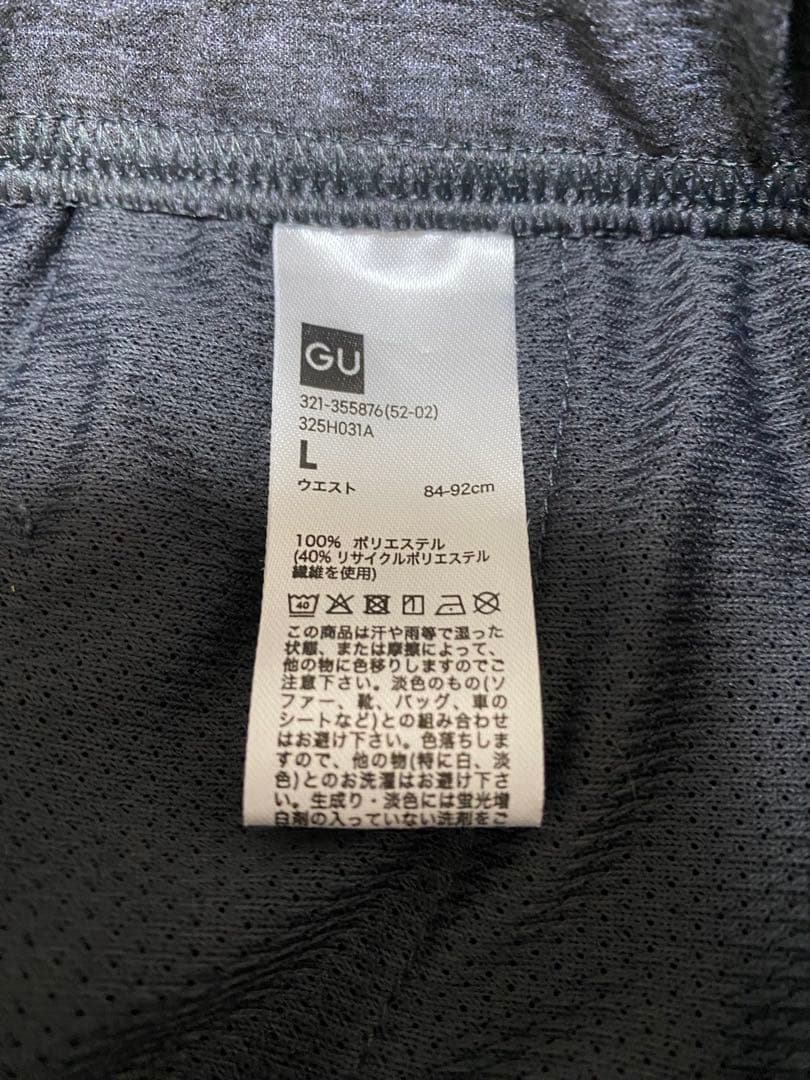 GU
321-355876(52-02)
325H031A
L
ウエスト 84-92cm
100% ポリエステル
(40% リサイクルポリエステル
繊維を使用)
40
この商品は汗や雨等で湿った
状態、または摩擦によって、
他の物に色移りしますのでご
注意下さい。淡色のもの(ソ
ファー、靴、バッグ、車の
シートなど)との組み合わせ
はお避け下さい。色落ちしま
すので、他の物(特に白、淡
色)とのお洗濯はお避け下さ
い。生成り・淡色には蛍光増
白剤の入っていない洗剤をご